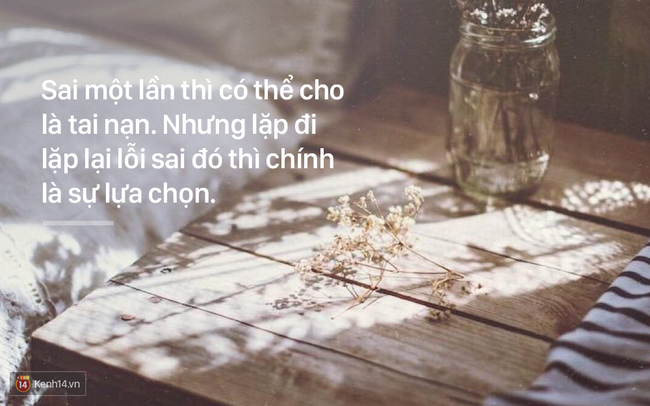 Sai một lần thì có thể cho
là tai nạn. Nhưng lặp đi
lặp lại lỗi sai đó thì chính
là sự lựa chọn.
14 Kenh14.vn